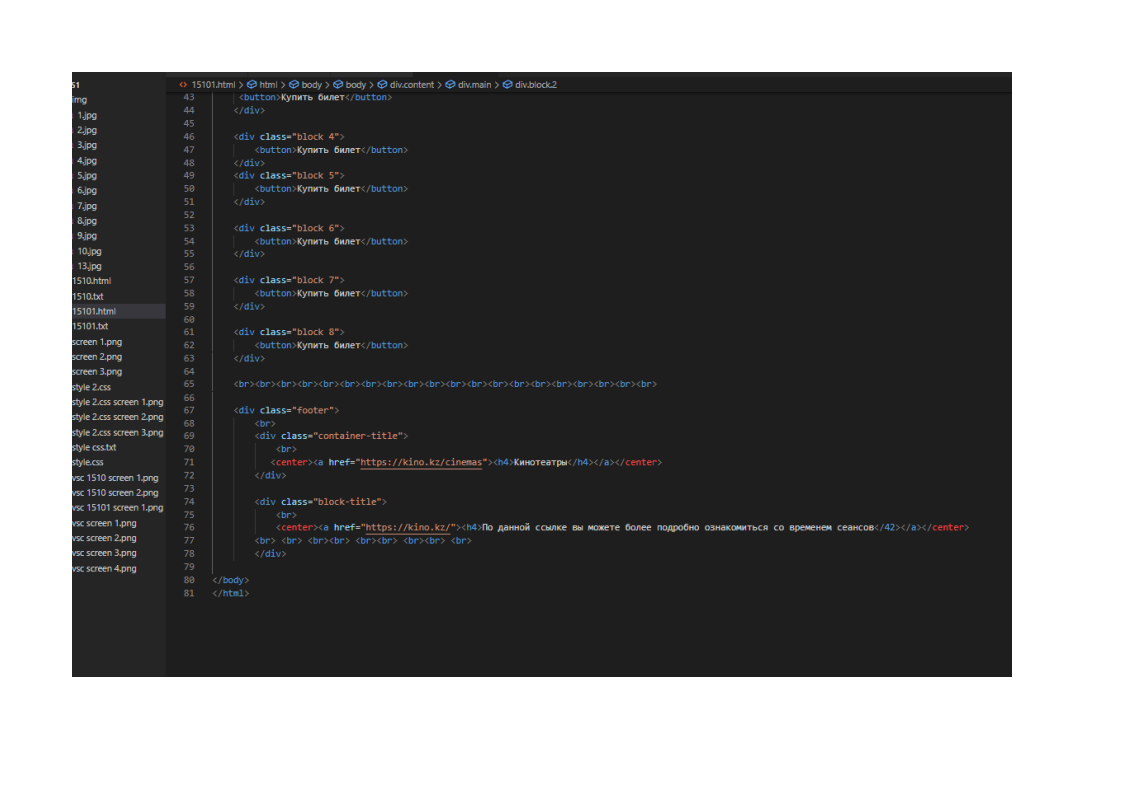 51
img
1.jpg
2.jpg
3.jpg
4.jpg
5.jpg
6.jpg
7.jpg
8.jpg
9.jpg
10.jpg
13.jpg
1510.html
1510.txt
15101.html
15101.txt
screen 1.png
screen 2.png
screen 3.png
style 2.css
style 2.css screen 1.png
style 2.css screen 2.png
style 2.css screen 3.png
style css.txt
style.css
vsc 1510 screen 1.png
vsc 1510 screen 2.png
vsc 15101 screen 1.png
vsc screen 1.png
vsc screen 2.png
vsc screen 3.png
vsc screen 4.png
15101.html > html > body > body > div.content > div.main > div.block.2
43 <button>Купить билет</button>
44 </div>
45
46 <div class="block 4">
47 <button>Купить билет</button>
48 </div>
49 <div class="block 5">
50 <button>Купить билет</button>
51 </div>
52
53 <div class="block 6">
54 <button>Купить билет</button>
55 </div>
56
57 <div class="block 7">
58 <button>Купить билет</button>
59 </div>
60
61 <div class="block 8">
62 <button>Купить билет</button>
63 </div>
64
65 <br><br><br><br><br><br><br><br><br><br><br><br><br><br><br><br><br><br><br><br>
66
67 <div class="footer">
68 <br>
69 <div class="container-title">
70 <br>
71 <center><a href="https://kino.kz/cinemas"><h4>Кинотеатры</h4></a></center>
72 </div>
73
74 <div class="block-title">
75 <br>
76 <center><a href="https://kino.kz/"><h4>По данной ссылке вы можете более подробно ознакомиться со временем сеансов</42></a></center>
77 <br> <br> <br><br> <br><br> <br><br> <br>
78 </div>
79
80 </body>
81 </html>